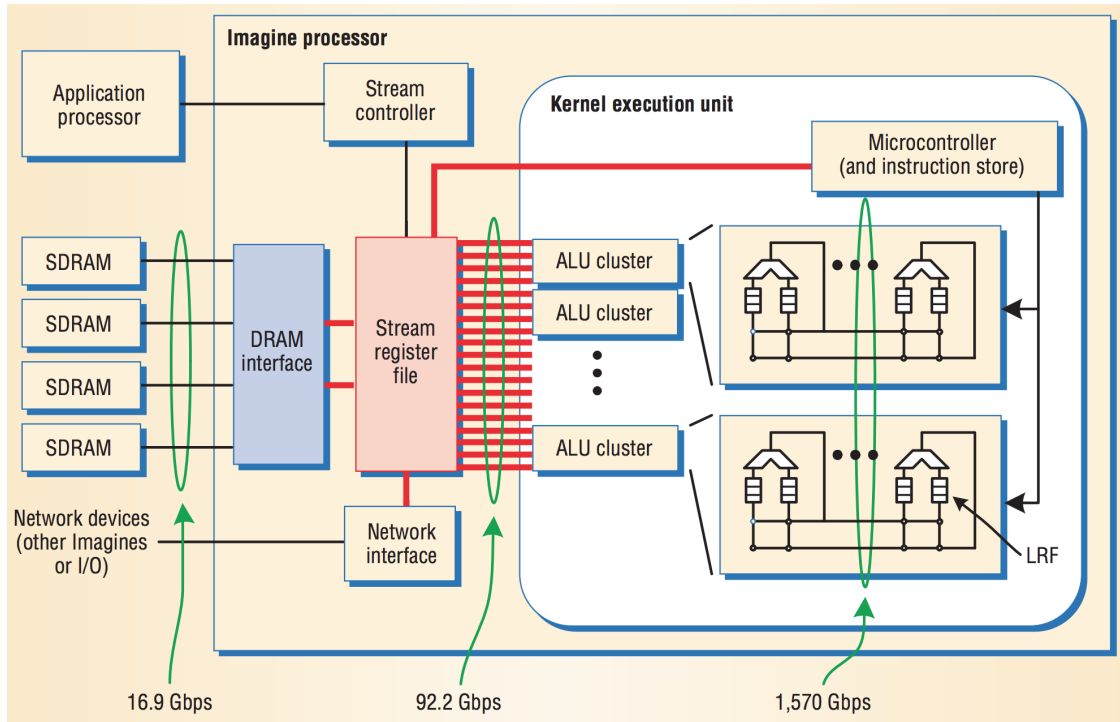 Imagine processor
Application
processor
Stream
controller
Kernel execution unit
Microcontroller
(and instruction store)
SDRAM
SDRAM
SDRAM
SDRAM
DRAM
interface
Stream
register
file
ALU cluster
ALU cluster
ALU cluster
Network devices
(other Imagines
or I/O)
Network
interface
LRF
16.9 Gbps
92.2 Gbps
1,570 Gbps